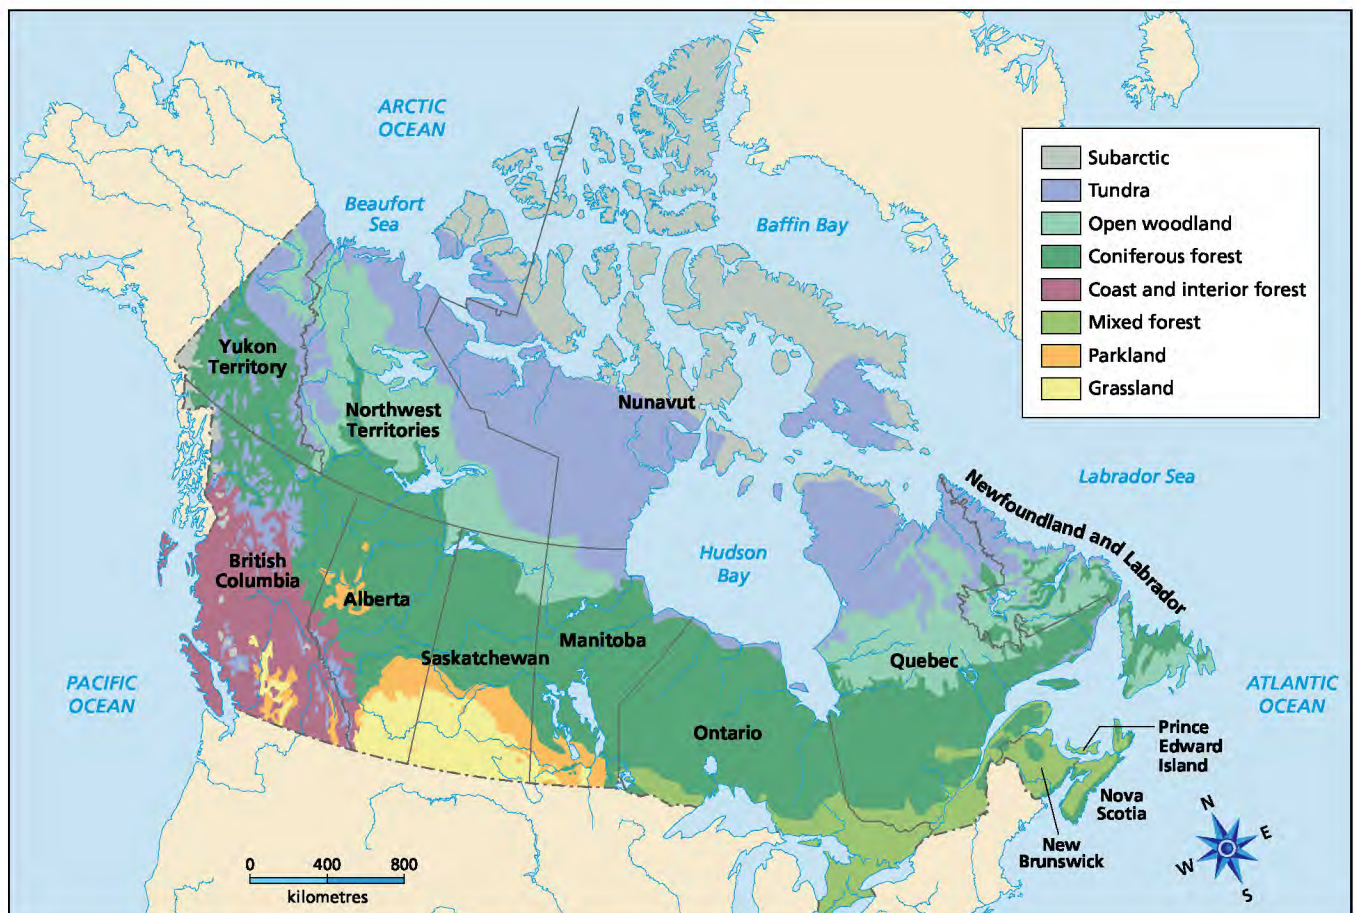 ARCTIC
OCEAN
Beaufort
Sea
Baffin Bay
Subarctic
Tundra
Open woodland
Coniferous forest
Coast and interior forest
Mixed forest
Parkland
Grassland
Yukon
Territory
Northwest
Territories
Nunavut
Labrador Sea
Newfoundland and Labrador
Hudson
Bay
British
Columbia
Alberta
Manitoba
Saskatchewan
Quebec
PACIFIC
OCEAN
ATLANTIC
OCEAN
Ontario
Prince
Edward
Island
Nova
Scotia
New
Brunswick
N
E
W
S
0 400 800
kilometres